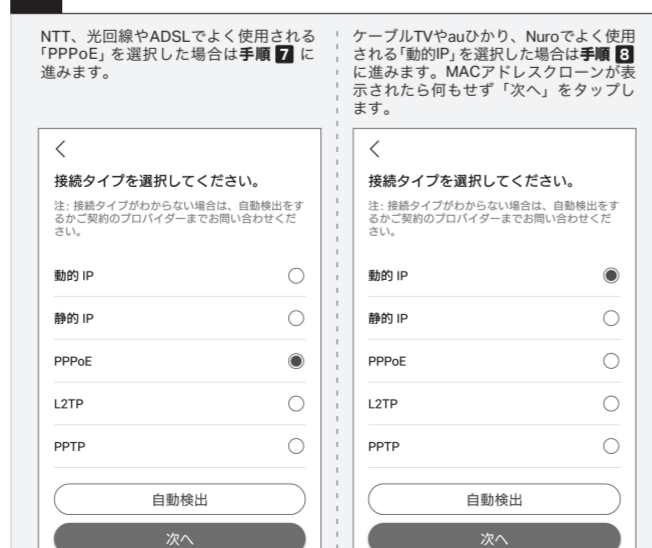 NTT、光回線やADSLでよく使用される
「PPPoE」を選択した場合は手順 7 に
進みます。
<
接続タイプを選択してください。
注: 接続タイプがわからない場合は、自動検出をす
るかご契約のプロバイダーまでお問い合わせくだ
さい。
動的 IP
静的 IP
PPPoE
L2TP
PPTP
自動検出
次へ
ケーブルTVやauひかり、Nuroでよく使用
される「動的IP」を選択した場合は手順 8
に進みます。MACアドレスクローンが表
示されたら何もせず「次へ」をタップし
ます。
<
接続タイプを選択してください。
注: 接続タイプがわからない場合は、自動検出をす
るかご契約のプロバイダーまでお問い合わせくだ
さい。
動的 IP
静的 IP
PPPoE
L2TP
PPTP
自動検出
次へ